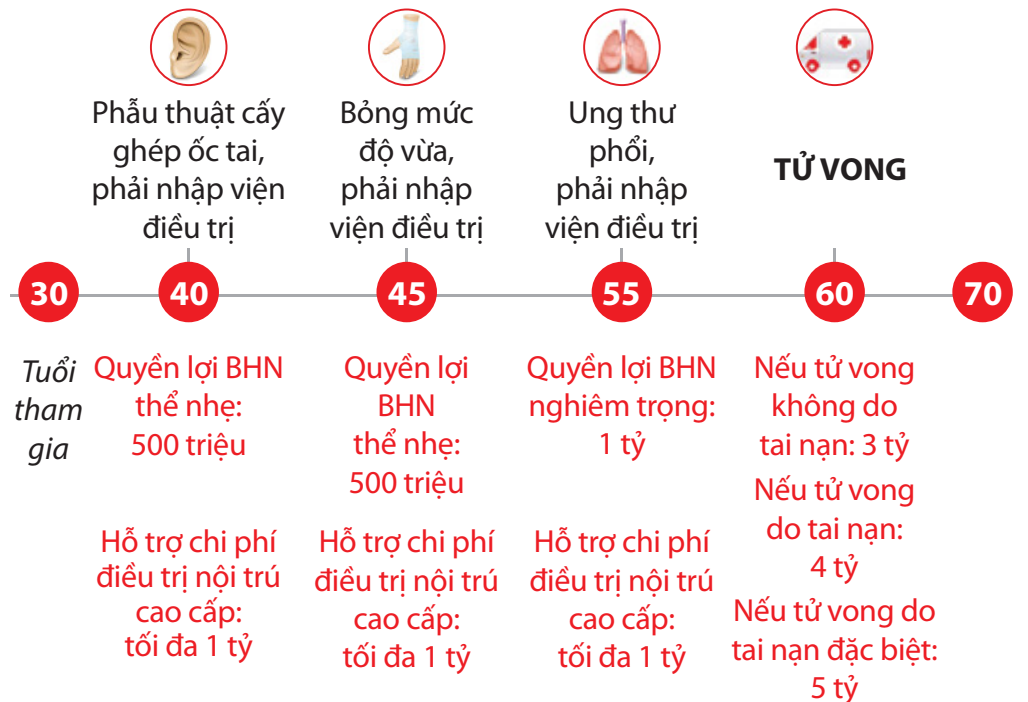 Phẫu thuật cấy
ghép ốc tai,
phải nhập viện
điều trị
Bỏng mức
độ vừa,
phải nhập
viện điều trị
Ung thư
phổi,
phải nhập
viện điều trị
TỬ VONG
30
40
45
55
60
70
Tuổi
tham
gia
Quyền lợi BHN
thể nhẹ:
500 triệu
Hỗ trợ chi phí
điều trị nội trú
cao cấp:
tối đa 1 tỷ
Quyền lợi
BHN
thể nhẹ:
500 triệu
Hỗ trợ chi phí
điều trị nội trú
cao cấp:
tối đa 1 tỷ
Quyền lợi BHN
nghiêm trọng:
1 tỷ
Hỗ trợ chi phí
điều trị nội trú
cao cấp:
tối đa 1 tỷ
Nếu tử vong
không do
tai nạn: 3 tỷ
Nếu tử vong
do tai nạn:
4 tỷ
Nếu tử vong do
tai nạn đặc biệt:
5 tỷ